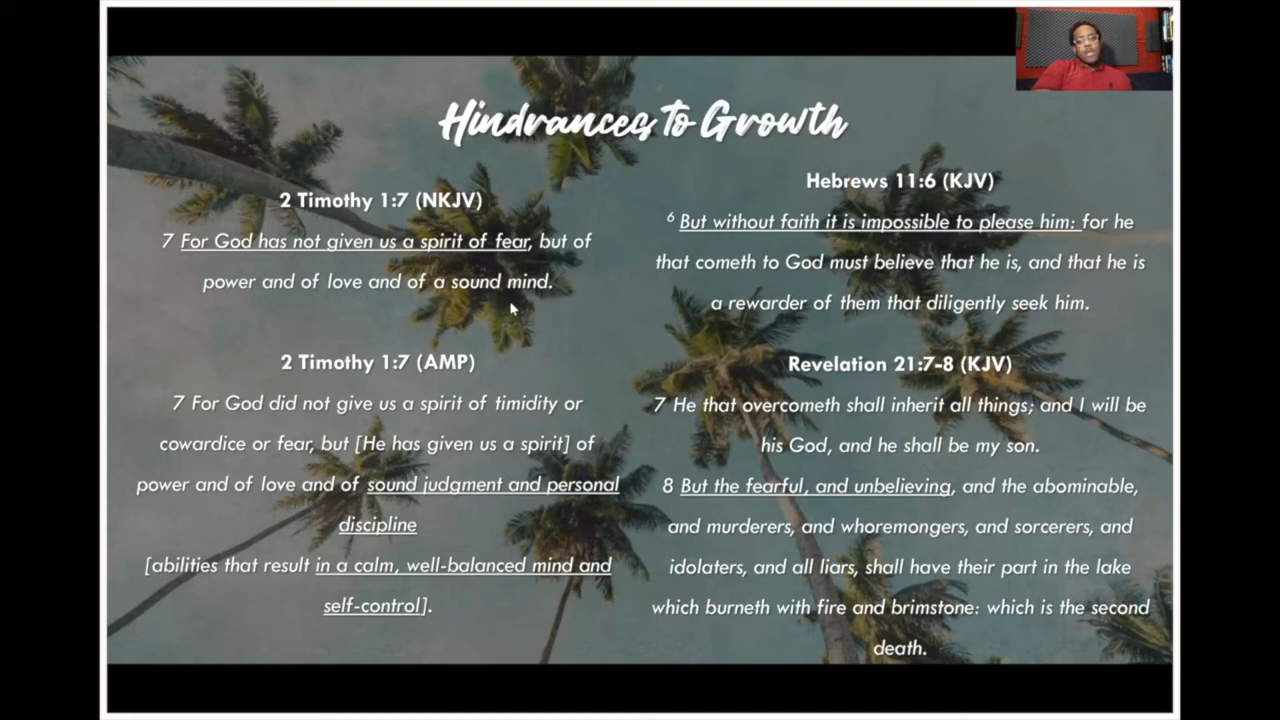 Hindrances to Growth
2 Timothy 1:7 (NKJV)
7 For God has not given us a spirit of fear, but of
power and of love and of a sound mind.
2 Timothy 1:7 (AMP)
7 For God did not give us a spirit of timidity or
cowardice or fear, but [He has given us a spirit] of
power and of love and of sound judgment and personal
discipline
[abilities that result in a calm, well-balanced mind and
self-control].
Hebrews 11:6 (KJV)
6 But without faith it is impossible to please him: for he
that cometh to God must believe that he is, and that he is
a rewarder of them that diligently seek him.
Revelation 21:7-8 (KJV)
7 He that overcometh shall inherit all things; and I will be
his God, and he shall be my son.
8 But the fearful, and unbelieving, and the abominable,
and murderers, and whoremongers, and sorcerers, and
idolaters, and all liars, shall have their part in the lake
which burneth with fire and brimstone: which is the second
death.